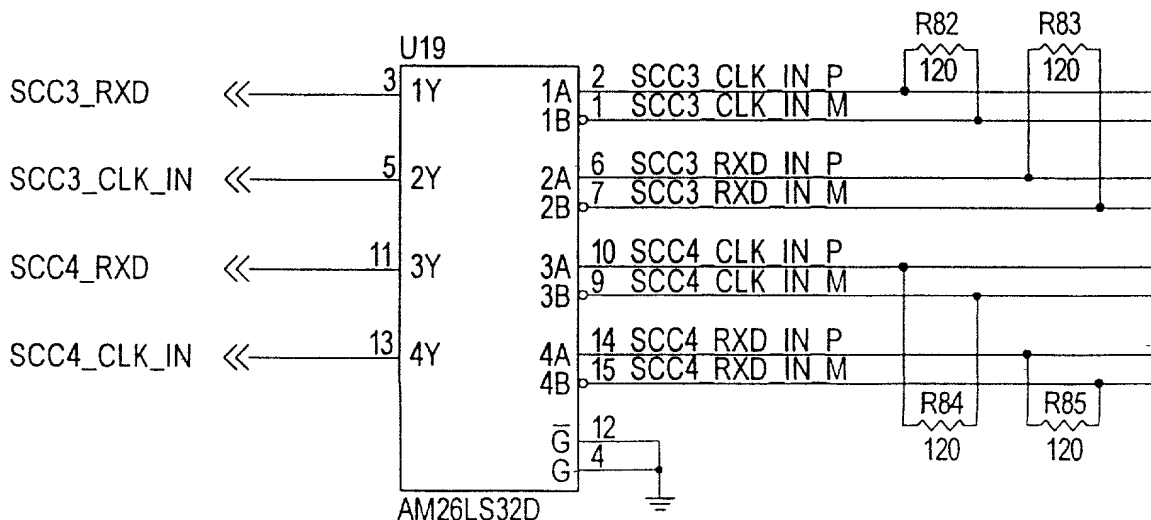 R82 R83
U19
120 120
SCC3_RXD 3 1Y 1A 2 SCC3_CLK_IN_P
1B 1 SCC3_CLK_IN_M
SCC3_CLK_IN 5 2Y 2A 6 SCC3_RXD_IN_P
2B 7 SCC3_RXD_IN_M
SCC4_RXD 11 3Y 3A 10 SCC4_CLK_IN_P
3B 9 SCC4_CLK_IN_M
SCC4_CLK_IN 13 4Y 4A 14 SCC4_RXD_IN_P
4B 15 SCC4_RXD_IN_M
R84 R85
G̅ 12
120 120
G 4
AM26LS32D